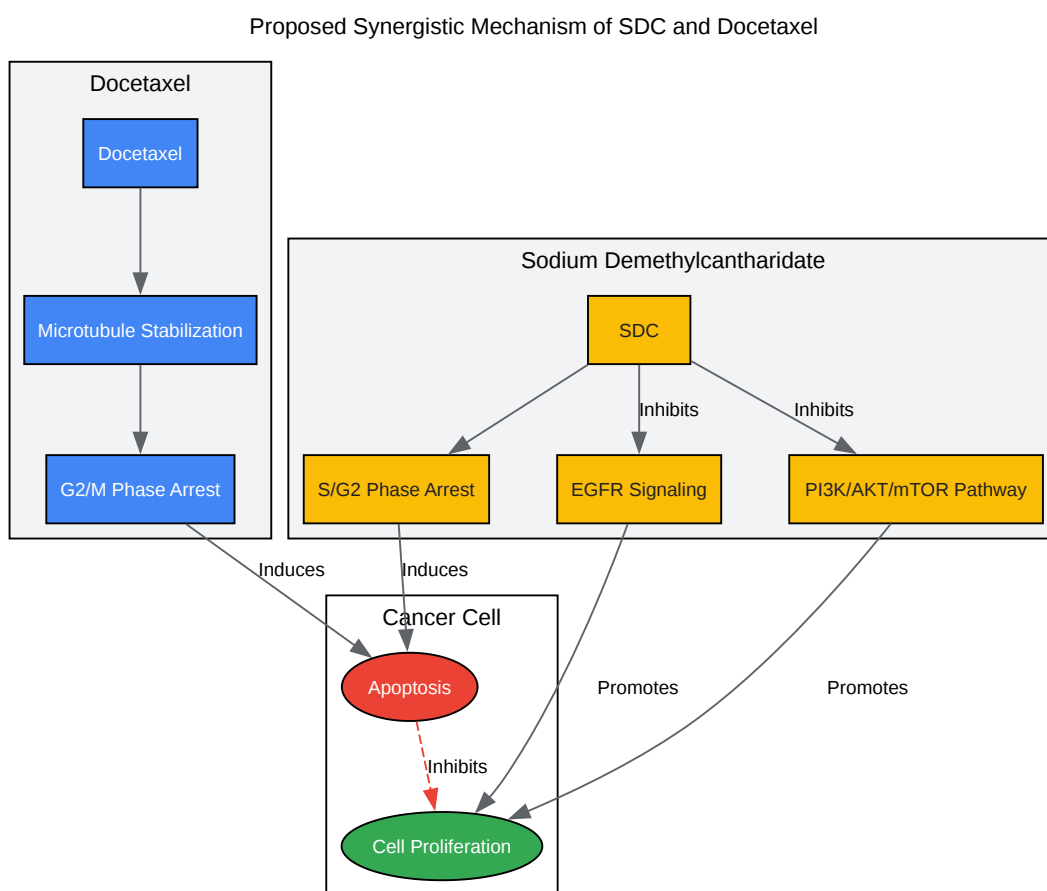 Proposed Synergistic Mechanism of SDC and Docetaxel
Docetaxel
Docetaxel
Microtubule Stabilization
G2/M Phase Arrest
Sodium Demethylcantharidate
SDC
Inhibits
Inhibits
S/G2 Phase Arrest
EGFR Signaling
PI3K/AKT/mTOR Pathway
Induces
Induces
Cancer Cell
Apoptosis
Promotes
Promotes
Inhibits
Cell Proliferation